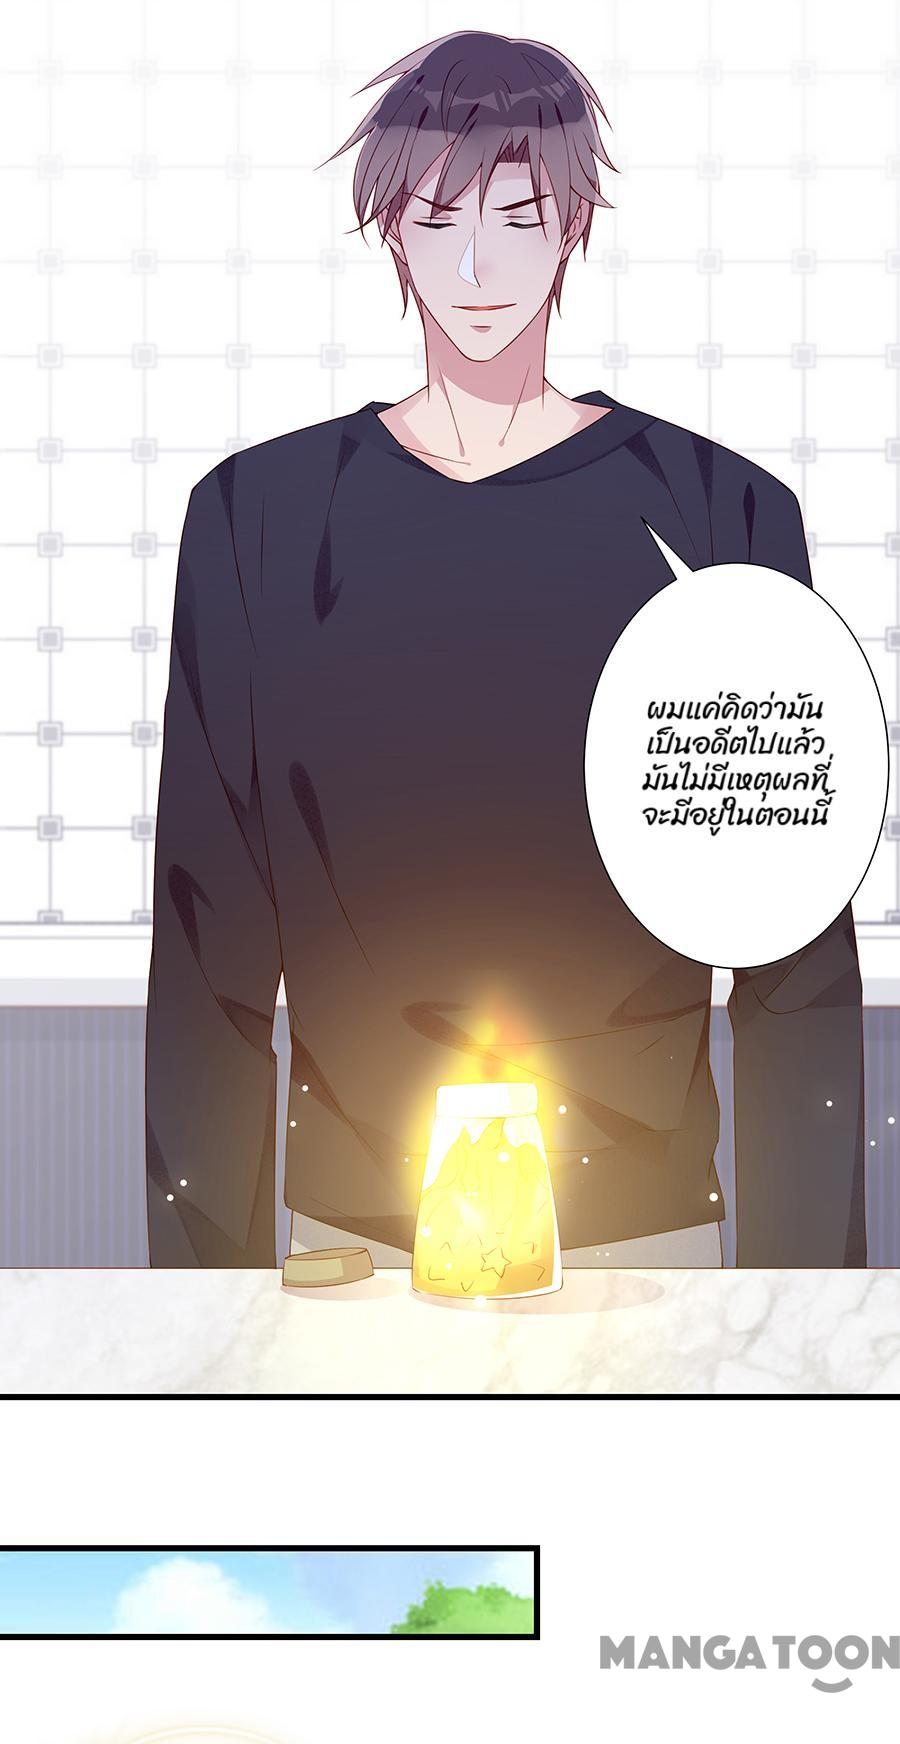 ผมแค่คิดว่ามัน
เป็นอดีตไปแล้ว
มันไม่มีเหตุผลที่
จะมีอยู่ในตอนนี้
MANGATOON